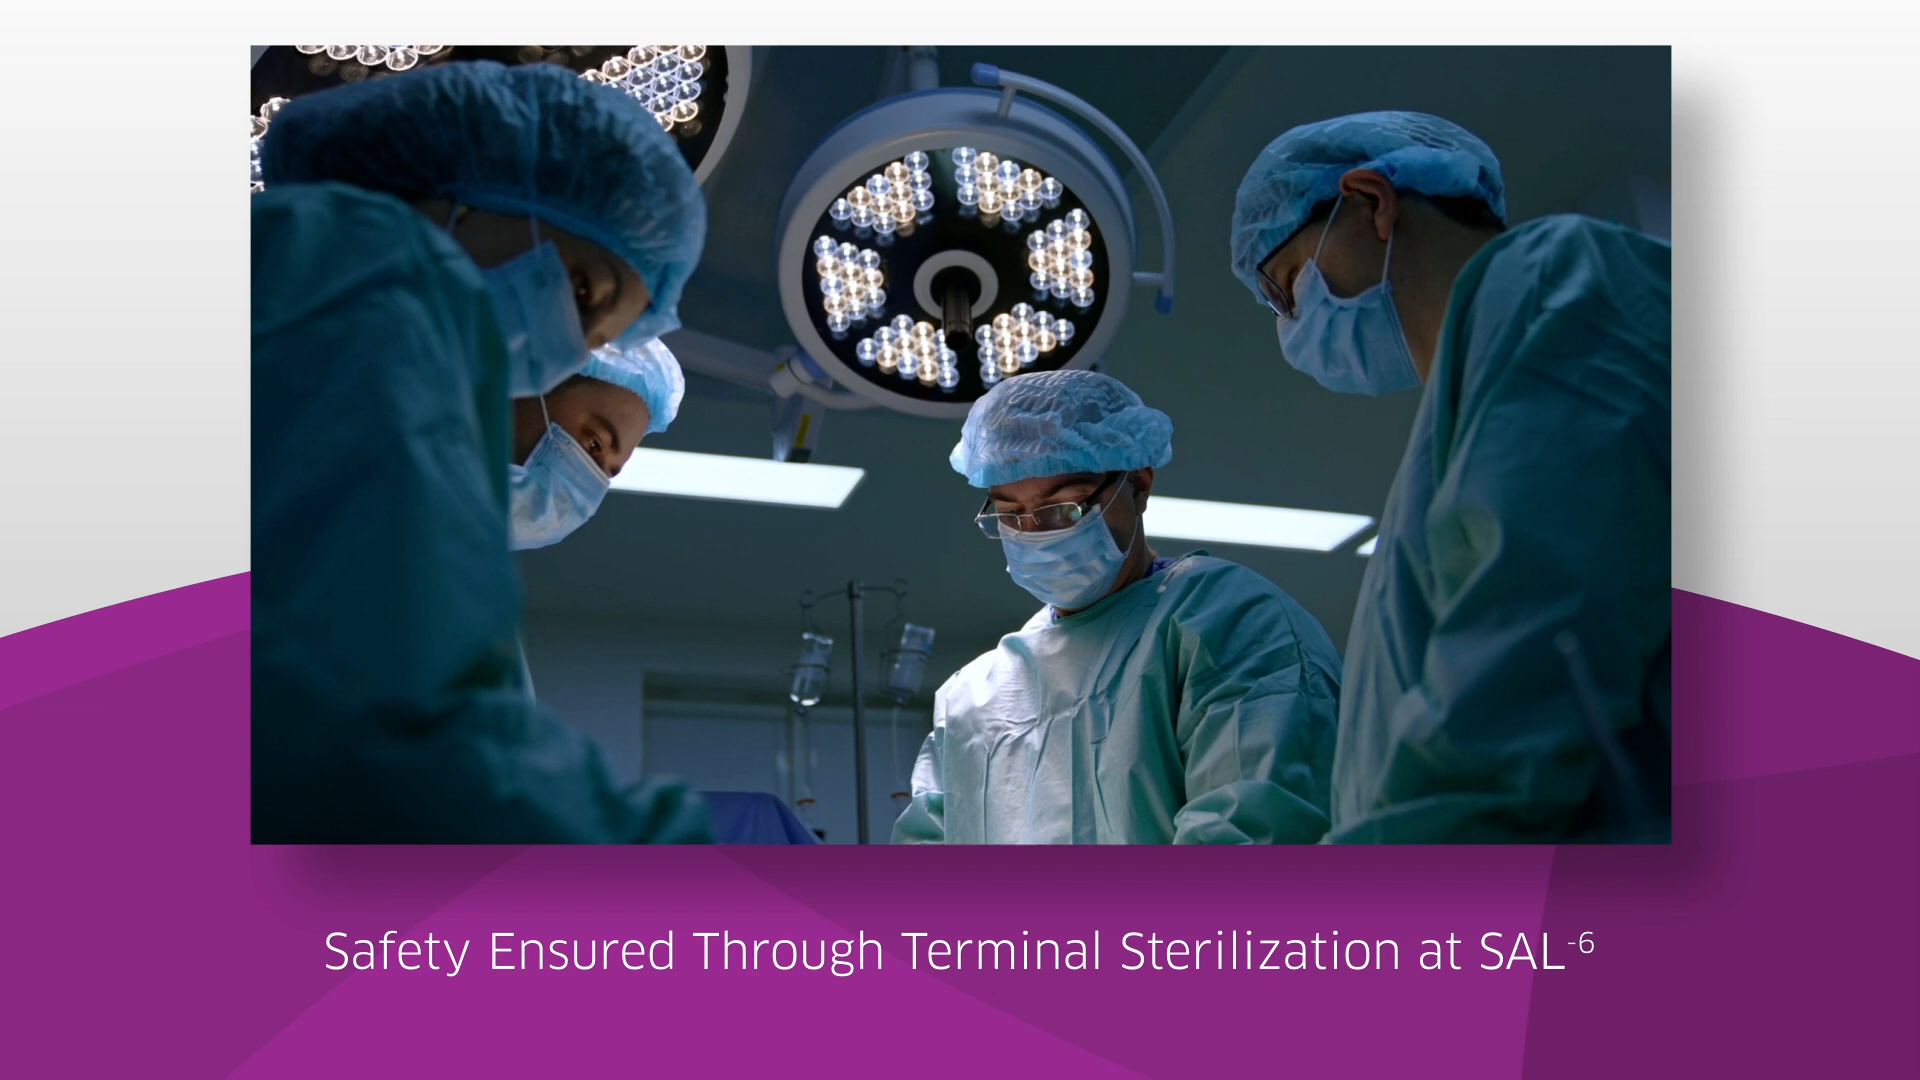 Safety Ensured Through Terminal Sterilization at SAL⁻⁶